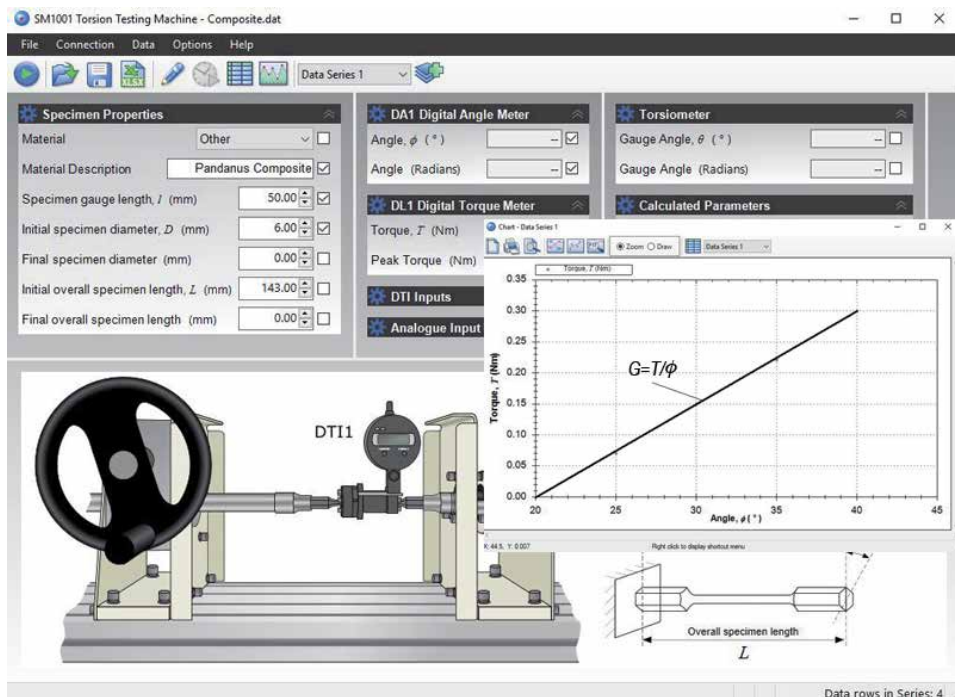 SM1001 Torsion Testing Machine - Composite.dat
File Connection Data Options Help
XLSX
Data Series 1
Specimen Properties
Material Other
Material Description Pandanus Composite
Specimen gauge length, l (mm) 50.00
Initial specimen diameter, D (mm) 6.00
Final specimen diameter (mm) 0.00
Initial overall specimen length, L (mm) 143.00
Final overall specimen length (mm) 0.00
DA1 Digital Angle Meter
Angle, ϕ (°) --
Angle (Radians) --
DL1 Digital Torque Meter
Torque, T (Nm)
Peak Torque (Nm)
DTI Inputs
Analogue Input
Torsiometer
Gauge Angle, θ (°) --
Gauge Angle (Radians) --
Calculated Parameters
Chart - Data Series 1
Zoom Draw Data Series 1
Torque, T (Nm)
0.35
0.30
0.25
0.20
0.15
0.10
0.05
0.00
Torque, T (Nm)
G=T/ϕ
20 25 30 35 40 45
Angle, ϕ (°)
X: 44.5, Y: 0.007 Right click to display shortcut menu
DTI1
Overall specimen length
L
Data rows in Series: 4